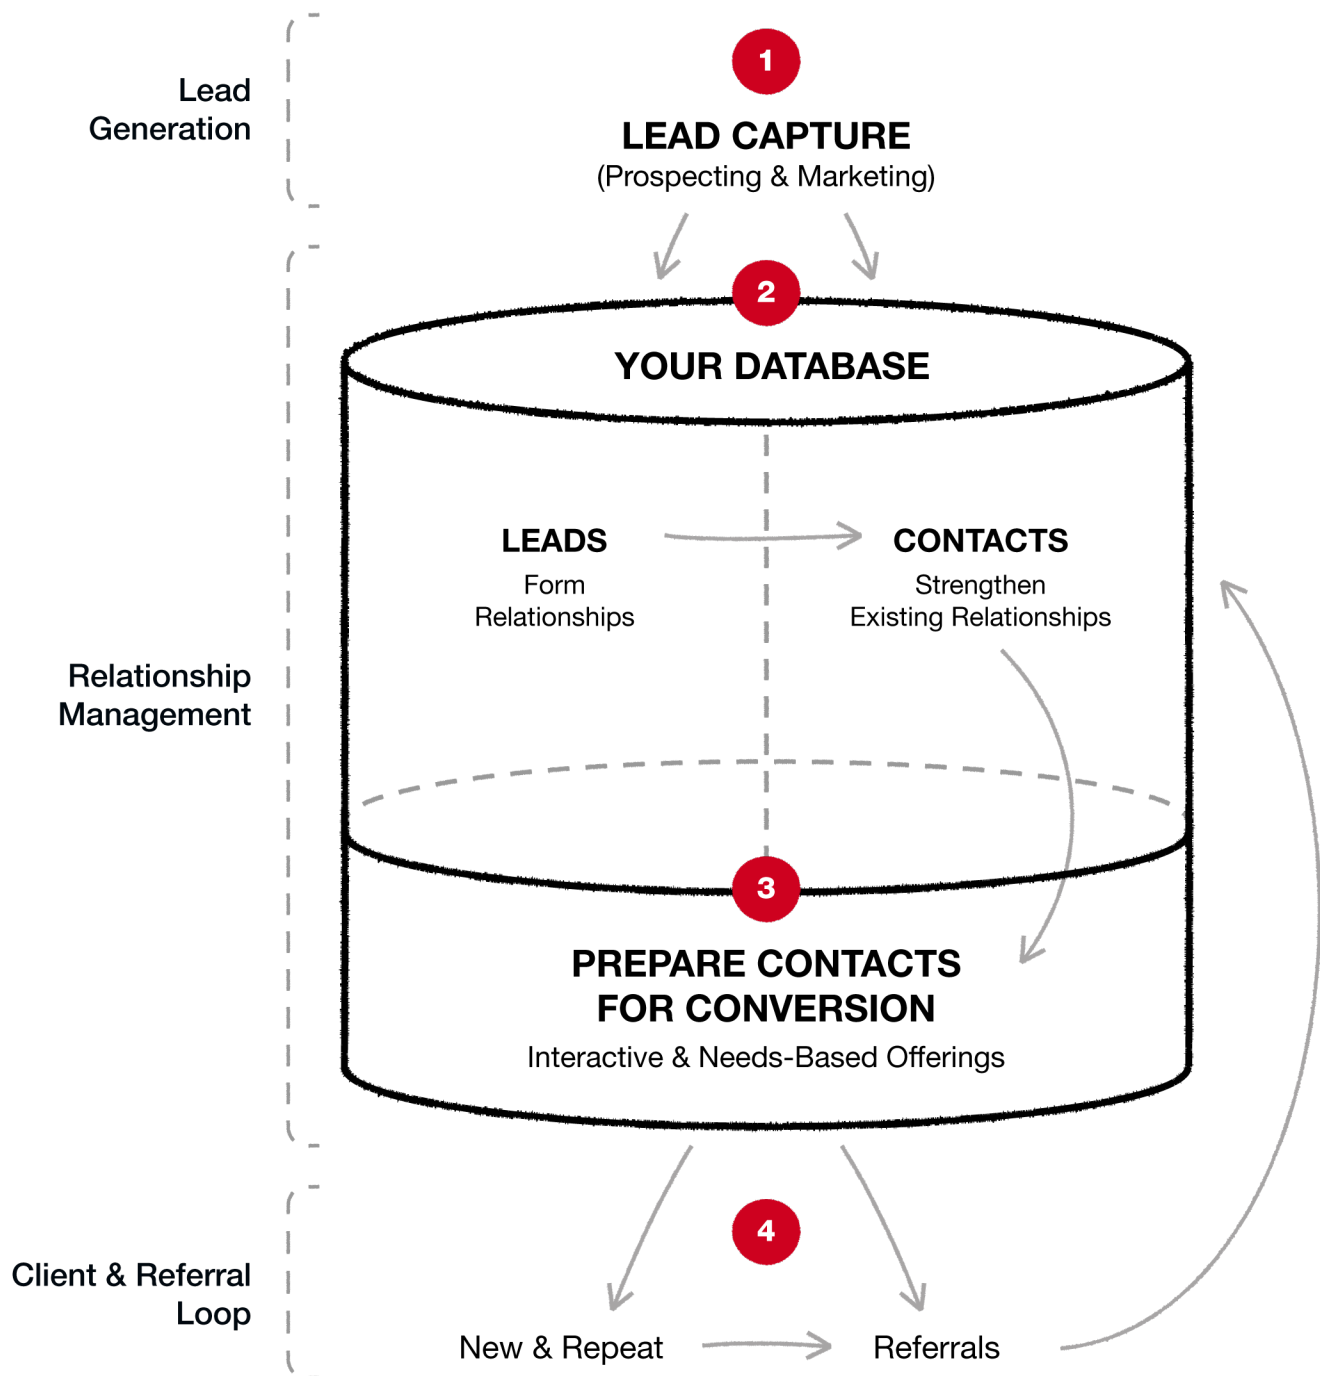 Lead
Generation
1
LEAD CAPTURE
(Prospecting & Marketing)
2
YOUR DATABASE
LEADS
Form
Relationships
CONTACTS
Strengthen
Existing Relationships
Relationship
Management
3
PREPARE CONTACTS
FOR CONVERSION
Interactive & Needs-Based Offerings
4
Client & Referral
Loop
New & Repeat
Referrals